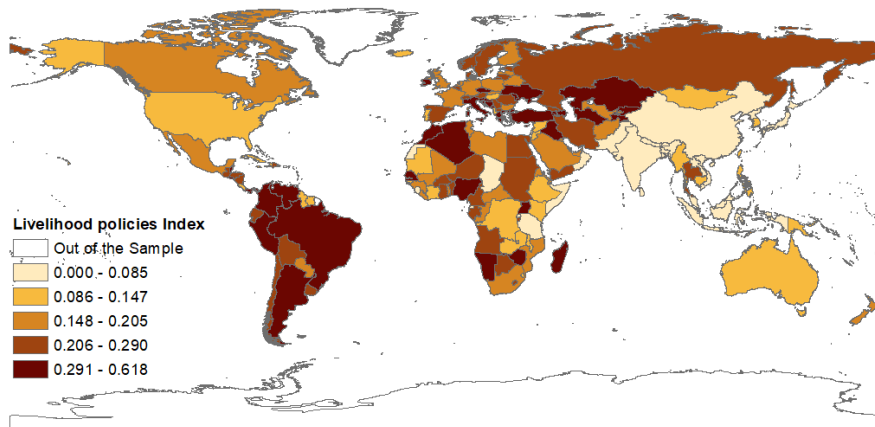 Livelihood policies Index
Out of the Sample
0.000 - 0.085
0.086 - 0.147
0.148 - 0.205
0.206 - 0.290
0.291 - 0.618